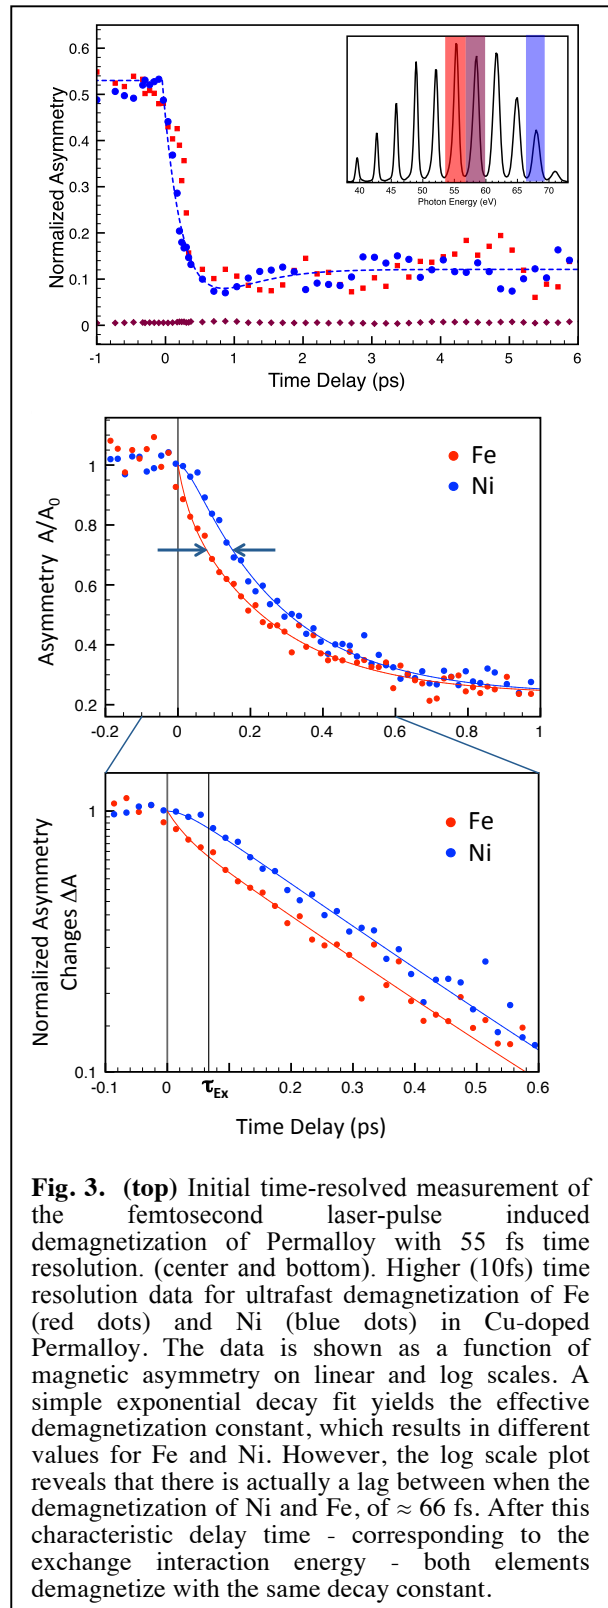 0.6
0.5
0.4
0.3
0.2
0.1
0
Normalized Asymmetry
40 45 50 55 60 65 70
Photon Energy (eV)
-1 0 1 2 3 4 5 6
Time Delay (ps)
1
0.8
0.6
0.4
0.2
Asymmetry A/A0
Fe
Ni
-0.2 0 0.2 0.4 0.6 0.8 1
1
0.1
Normalized Asymmetry
Changes ΔA
Fe
Ni
-0.1 0 τEx 0.2 0.3 0.4 0.5 0.6
Time Delay (ps)
Fig. 3. (top) Initial time-resolved measurement of
the femtosecond laser-pulse induced
demagnetization of Permalloy with 55 fs time
resolution. (center and bottom). Higher (10fs) time
resolution data for ultrafast demagnetization of Fe
(red dots) and Ni (blue dots) in Cu-doped
Permalloy. The data is shown as a function of
magnetic asymmetry on linear and log scales. A
simple exponential decay fit yields the effective
demagnetization constant, which results in different
values for Fe and Ni. However, the log scale plot
reveals that there is actually a lag between when the
demagnetization of Ni and Fe, of ≈ 66 fs. After this
characteristic delay time - corresponding to the
exchange interaction energy - both elements
demagnetize with the same decay constant.